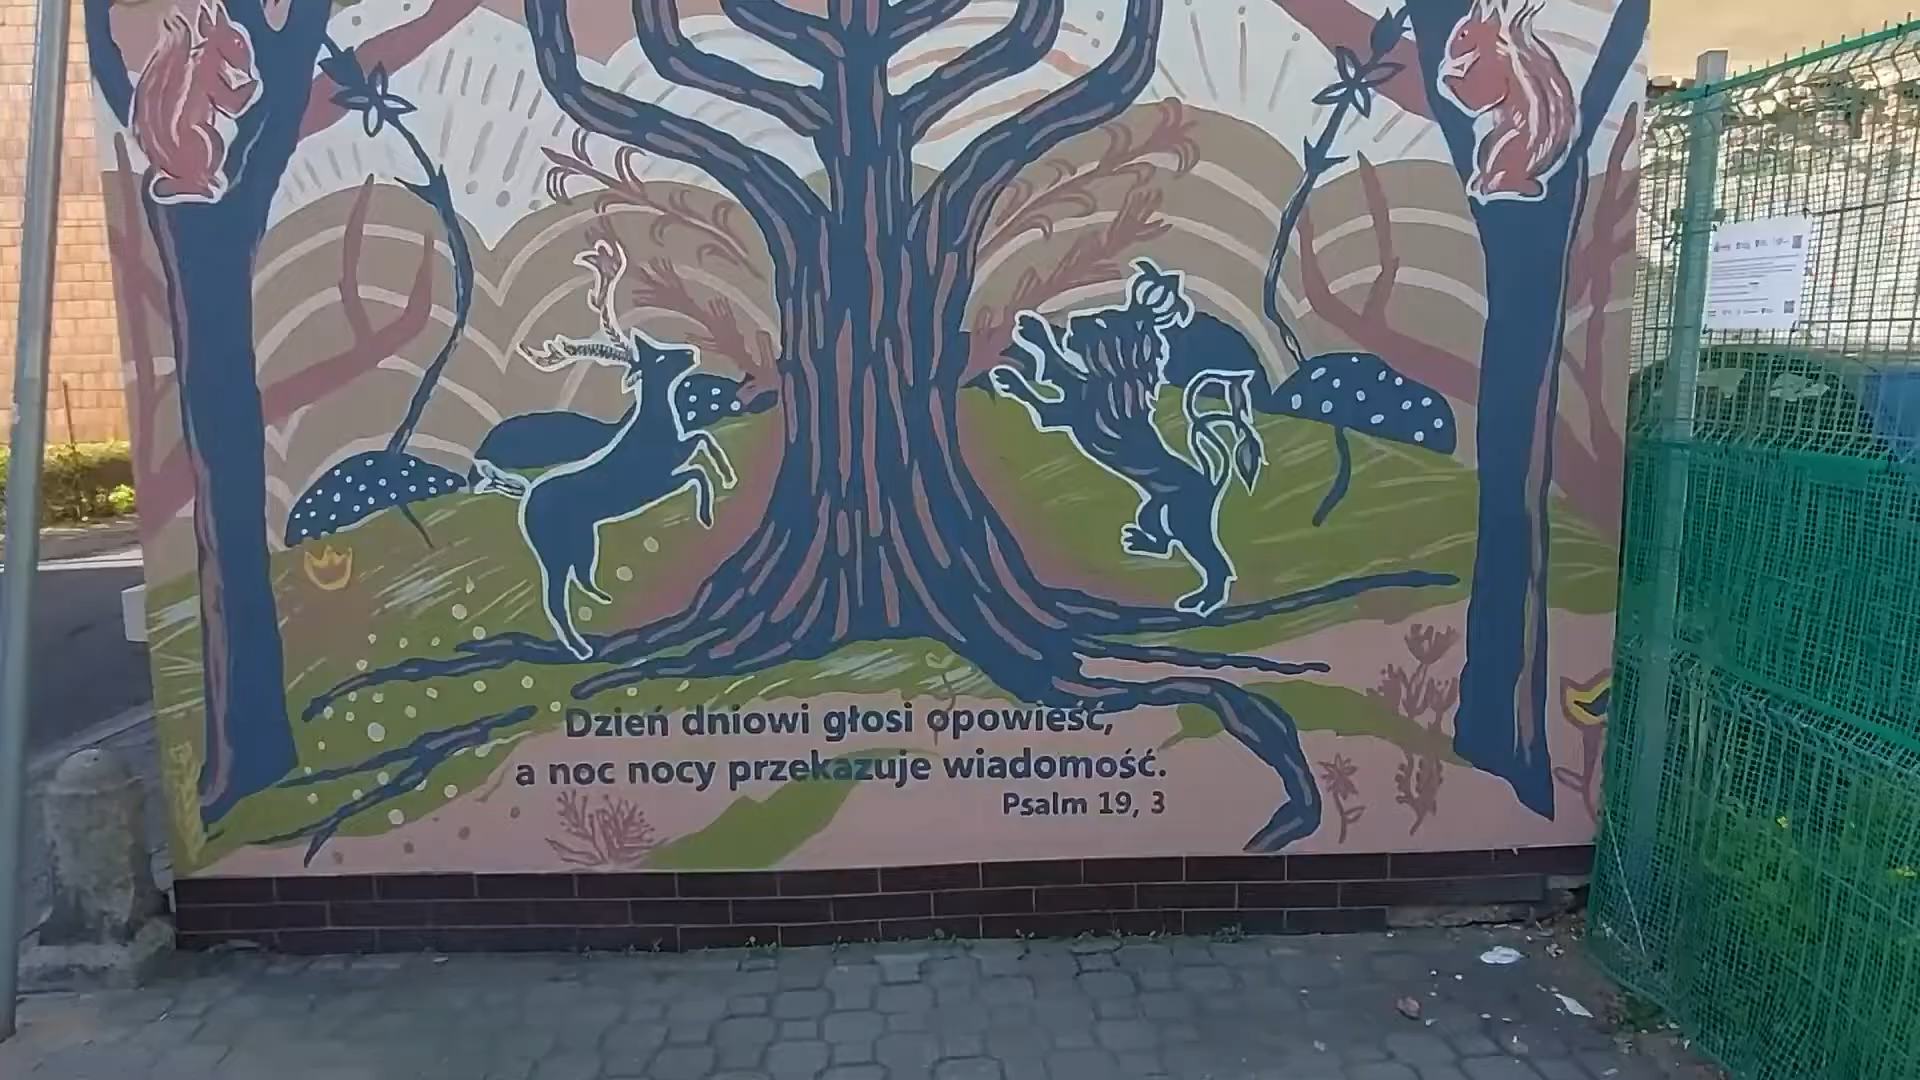 Dzień dniowi głosi opowieść,
a noc nocy przekazuje wiadomość.
Psalm 19, 3